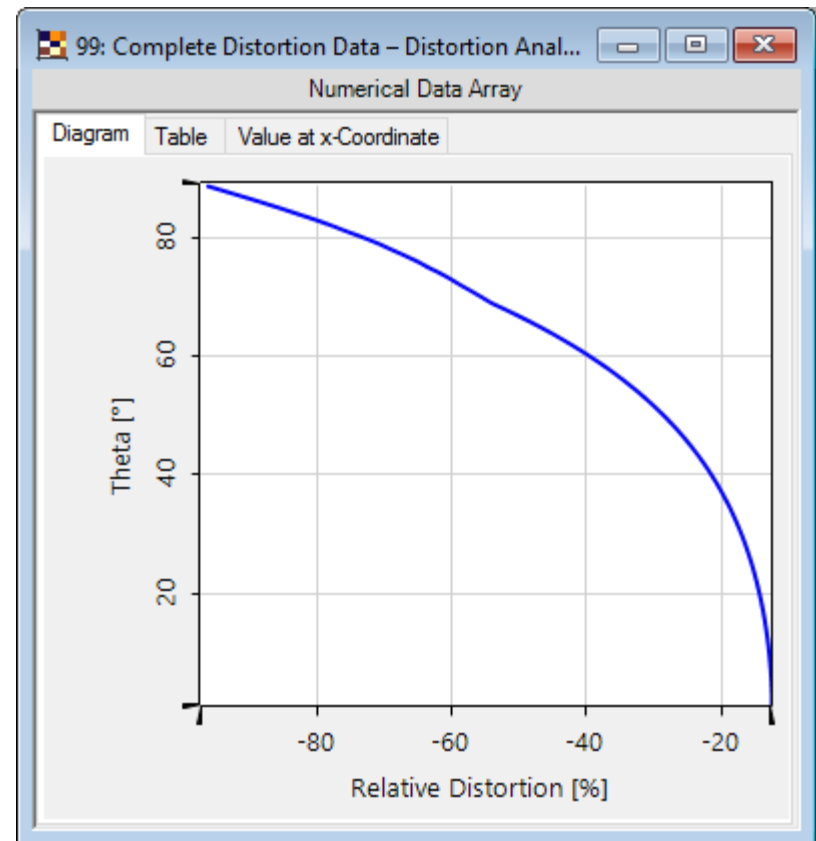 99: Complete Distortion Data – Distortion Anal...
Numerical Data Array
Diagram Table Value at x-Coordinate
80
60
40
20
Theta [°]
-80 -60 -40 -20
Relative Distortion [%]